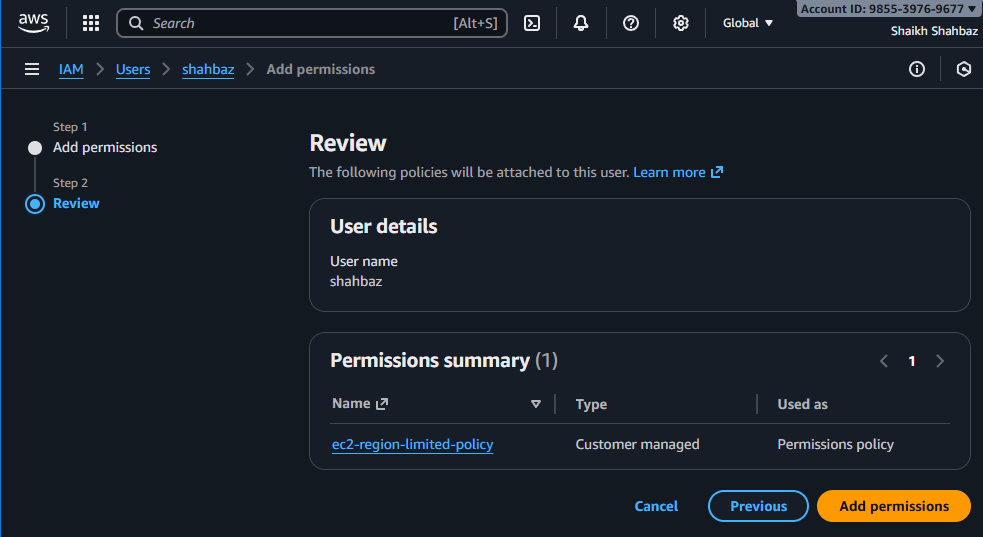 aws
Search [Alt+S]
Global
Account ID: 9855-3976-9677
Shaikh Shahbaz
IAM > Users > shahbaz > Add permissions
Step 1
Add permissions
Step 2
Review
Review
The following policies will be attached to this user. Learn more
User details
User name
shahbaz
Permissions summary (1)
1
Name Type Used as
ec2-region-limited-policy Customer managed Permissions policy
Cancel Previous Add permissions